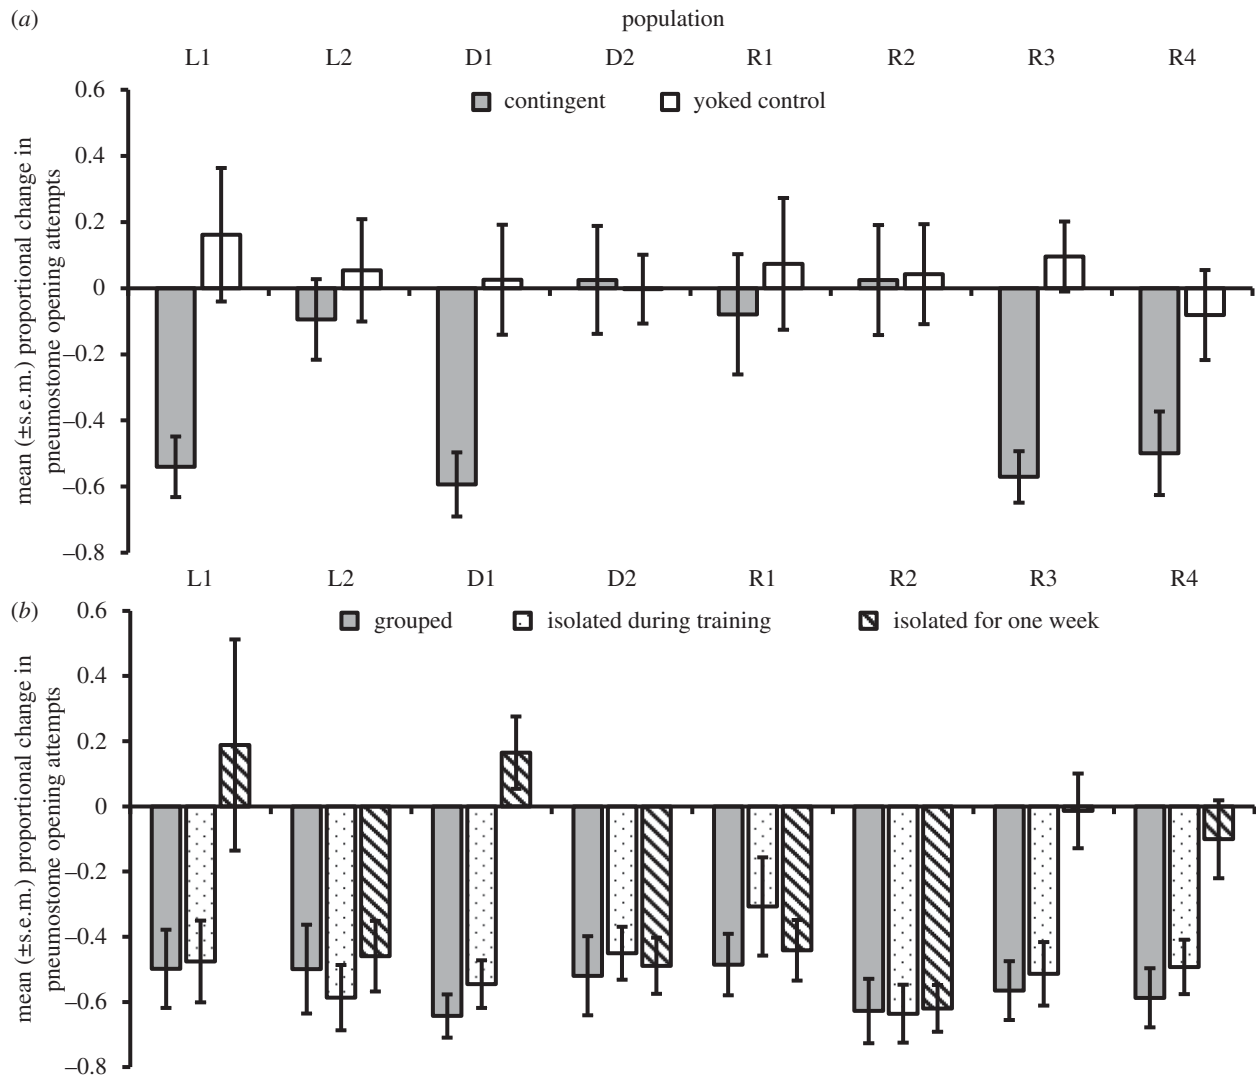 (a)
population
L1 L2 D1 D2 R1 R2 R3 R4
contingent yoked control
mean (±s.e.m.) proportional change in
pneumostome opening attempts
0.6
0.4
0.2
0
–0.2
–0.4
–0.6
–0.8
L1 L2 D1 D2 R1 R2 R3 R4
(b)
grouped isolated during training isolated for one week
mean (±s.e.m.) proportional change in
pneumostome opening attempts
0.6
0.4
0.2
0
–0.2
–0.4
–0.6
–0.8